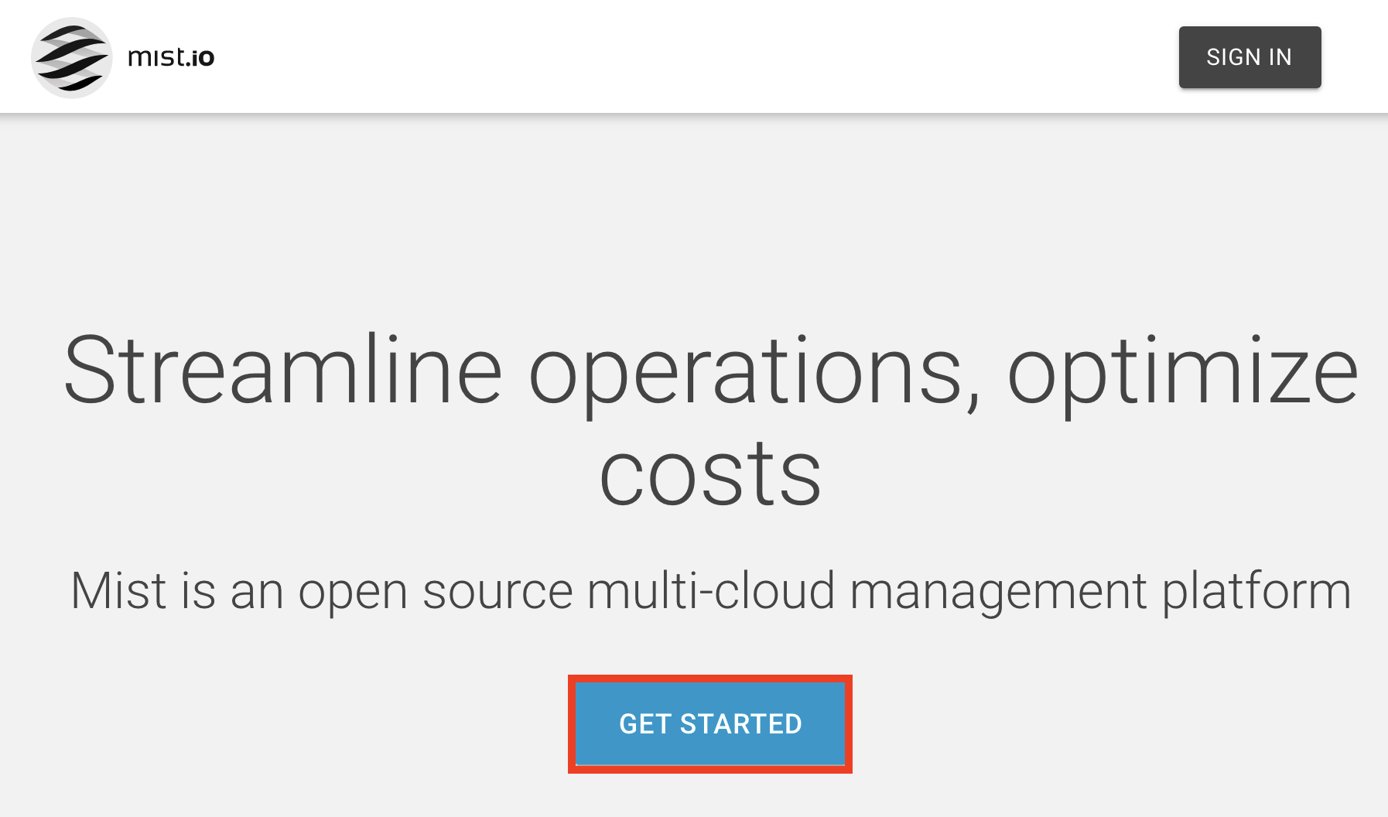 mist.io
SIGN IN
Streamline operations, optimize
costs
Mist is an open source multi-cloud management platform
GET STARTED